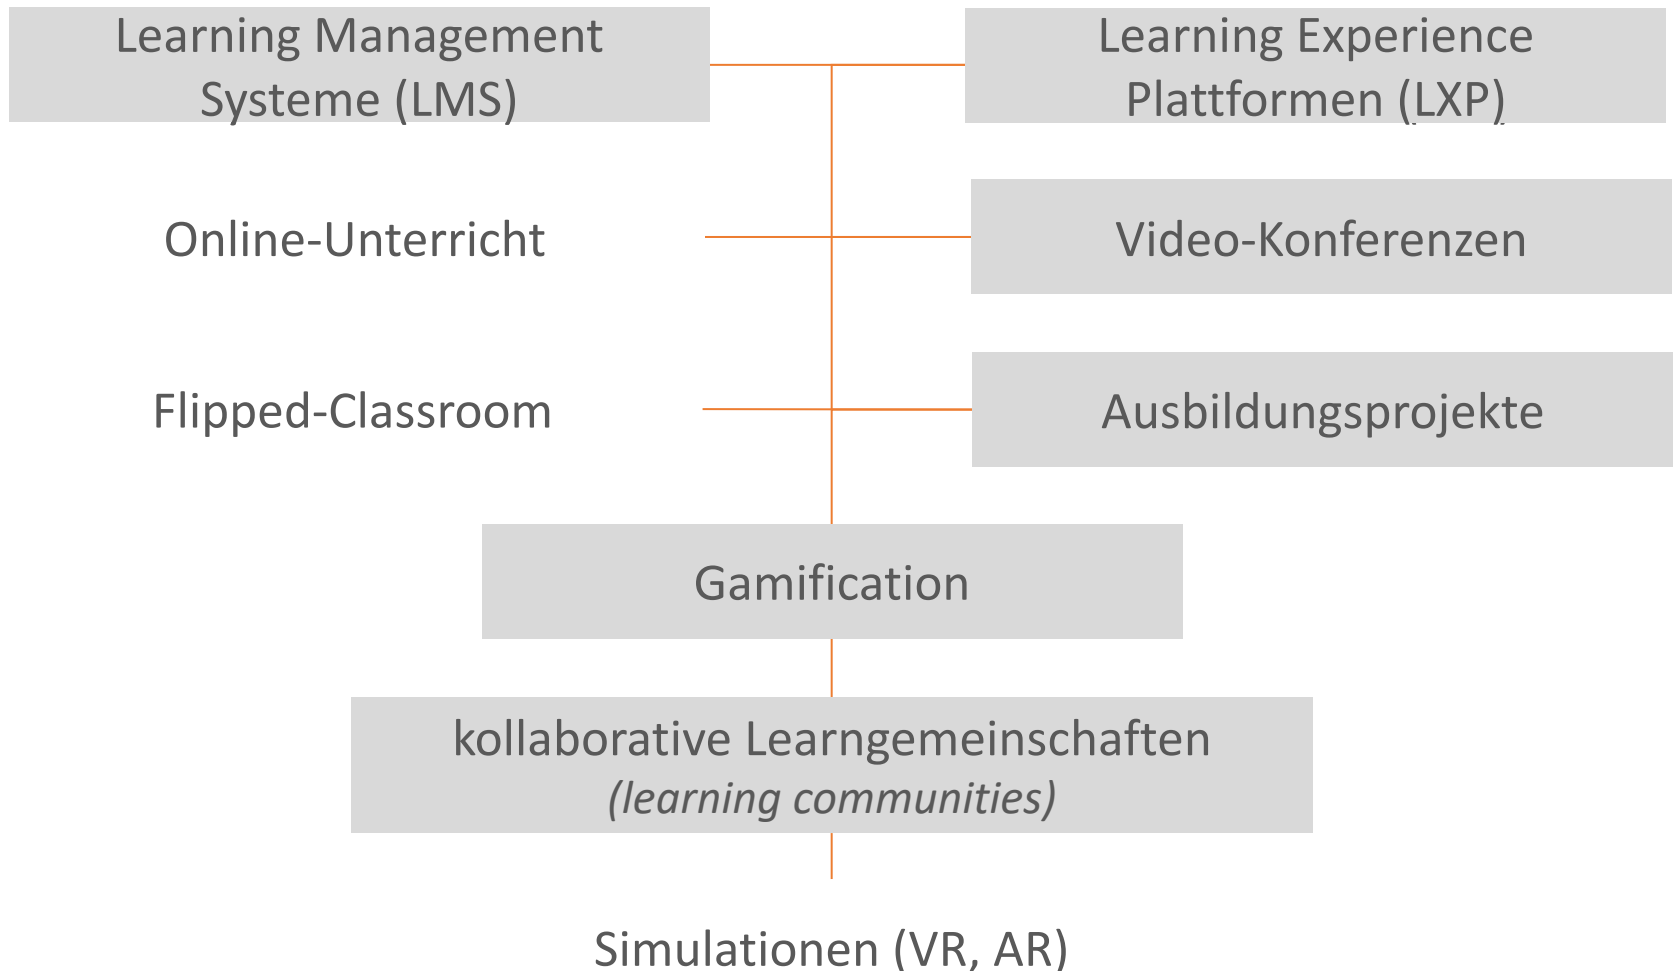 Learning Management
Systeme (LMS)
Learning Experience
Plattformen (LXP)
Online-Unterricht
Video-Konferenzen
Flipped-Classroom
Ausbildungsprojekte
Gamification
kollaborative Learngemeinschaften
(learning communities)
Simulationen (VR, AR)